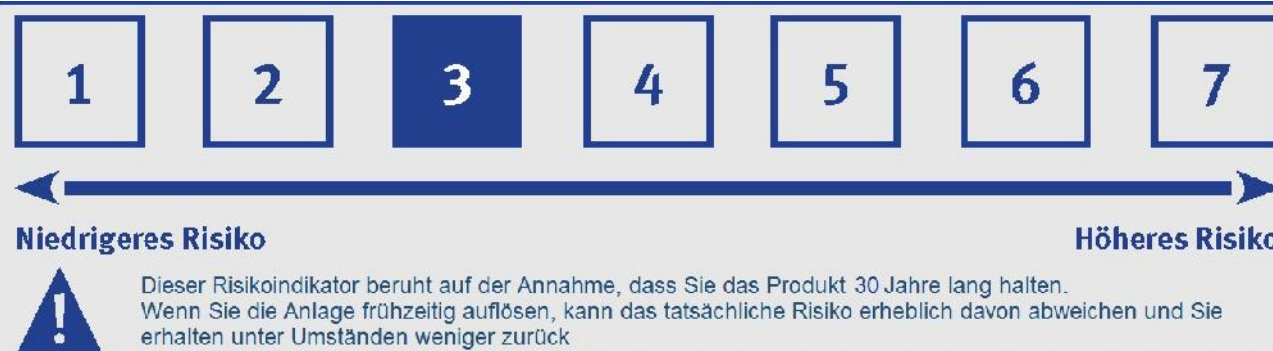 1 2 3 4 5 6 7
Niedrigeres Risiko Höheres Risiko
Dieser Risikoindikator beruht auf der Annahme, dass Sie das Produkt 30 Jahre lang halten.
Wenn Sie die Anlage frühzeitig auflösen, kann das tatsächliche Risiko erheblich davon abweichen und Sie
erhalten unter Umständen weniger zurück